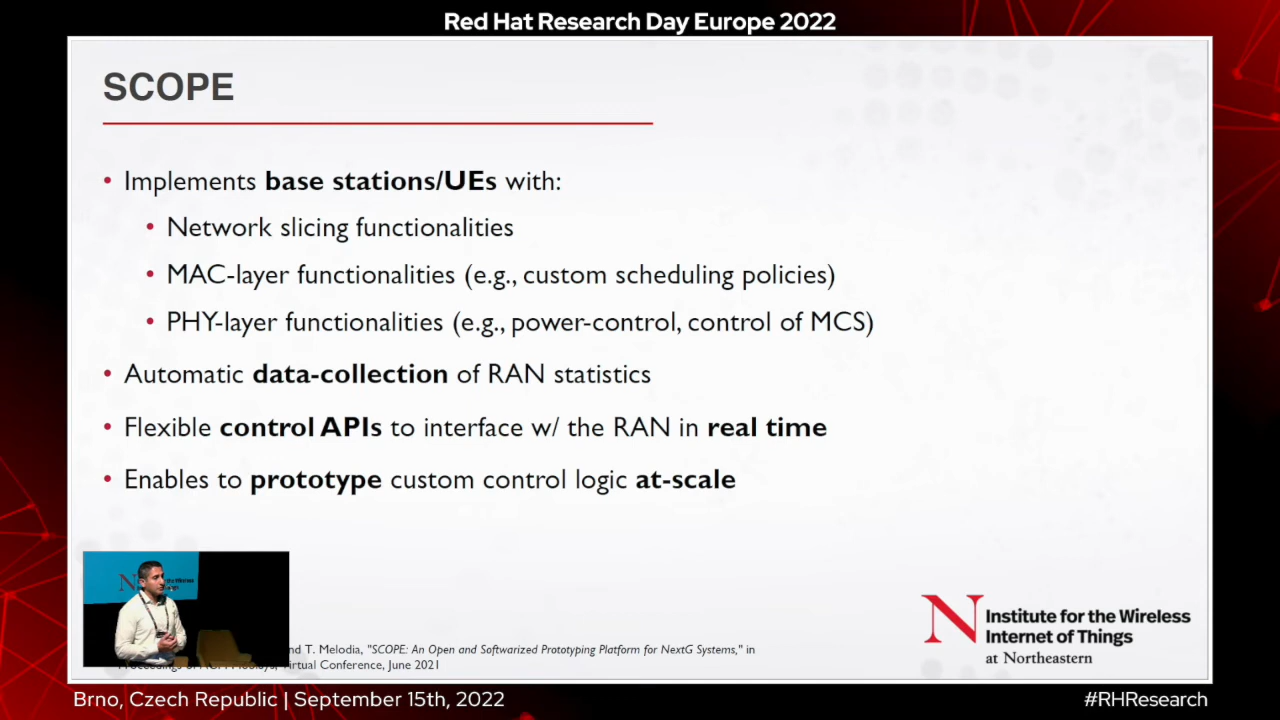 Red Hat Research Day Europe 2022
SCOPE
• Implements base stations/UEs with:
• Network slicing functionalities
• MAC-layer functionalities (e.g., custom scheduling policies)
• PHY-layer functionalities (e.g., power-control, control of MCS)
• Automatic data-collection of RAN statistics
• Flexible control APIs to interface w/ the RAN in real time
• Enables to prototype custom control logic at-scale
T. Melodia, "SCOPE: An Open and Softwarized Prototyping Platform for NextG Systems," in
Virtual Conference, June 2021
N Institute for the Wireless
Internet of Things
at Northeastern
Brno, Czech Republic | September 15th, 2022
#RHResearch